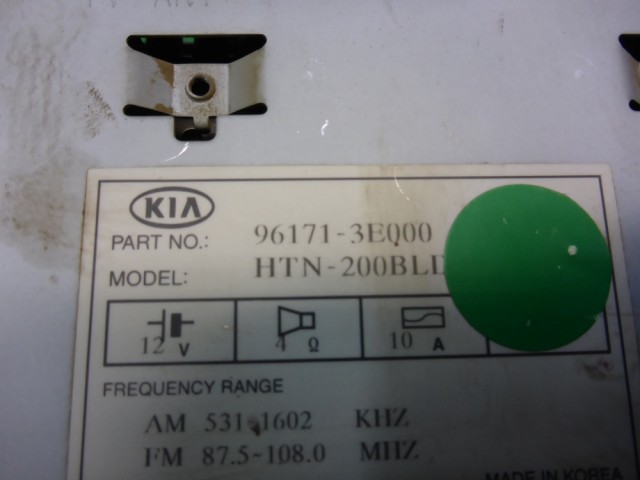 KIA
PART NO.: 96171-3E000
MODEL: HTN-200BLD
12 V 4 Ω 10 A
FREQUENCY RANGE
AM 531~1602 KHZ
FM 87.5~108.0 MHZ
MADE IN KOREA